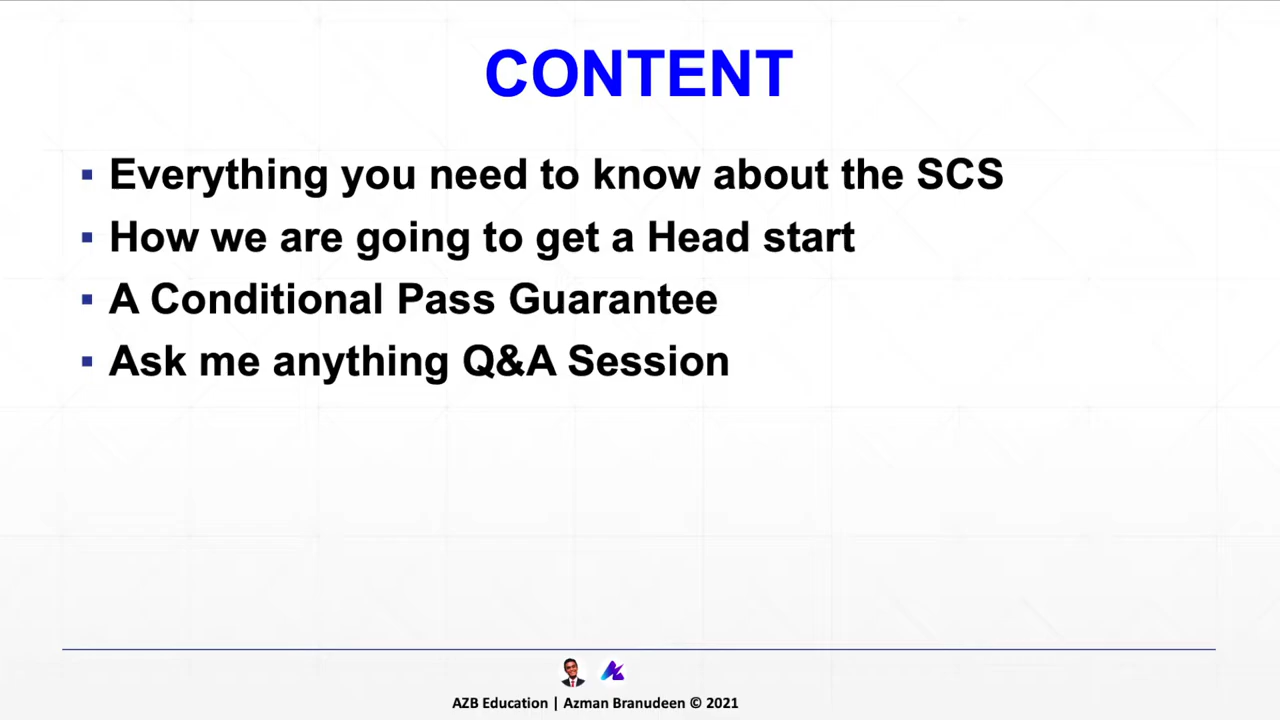 CONTENT
▪ Everything you need to know about the SCS
▪ How we are going to get a Head start
▪ A Conditional Pass Guarantee
▪ Ask me anything Q&A Session
AZB Education | Azman Branudeen © 2021